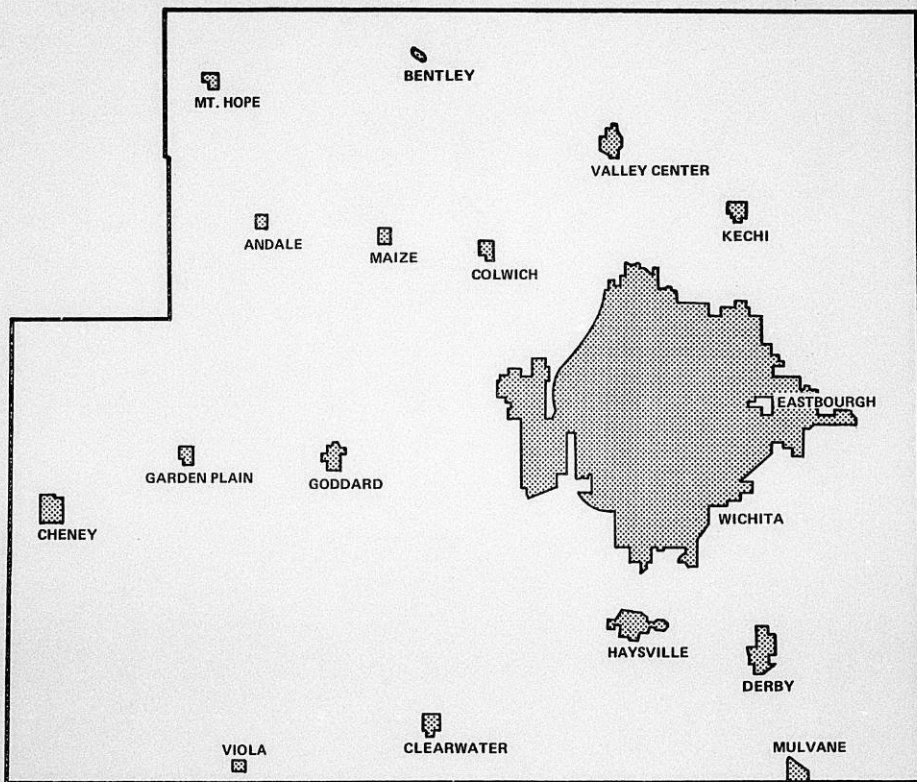 BENTLEY
MT. HOPE
VALLEY CENTER
KECHI
ANDALE
MAIZE
COLWICH
EASTBOURGH
GARDEN PLAIN
GODDARD
WICHITA
CHENEY
HAYSVILLE
DERBY
VIOLA
CLEARWATER
MULVANE